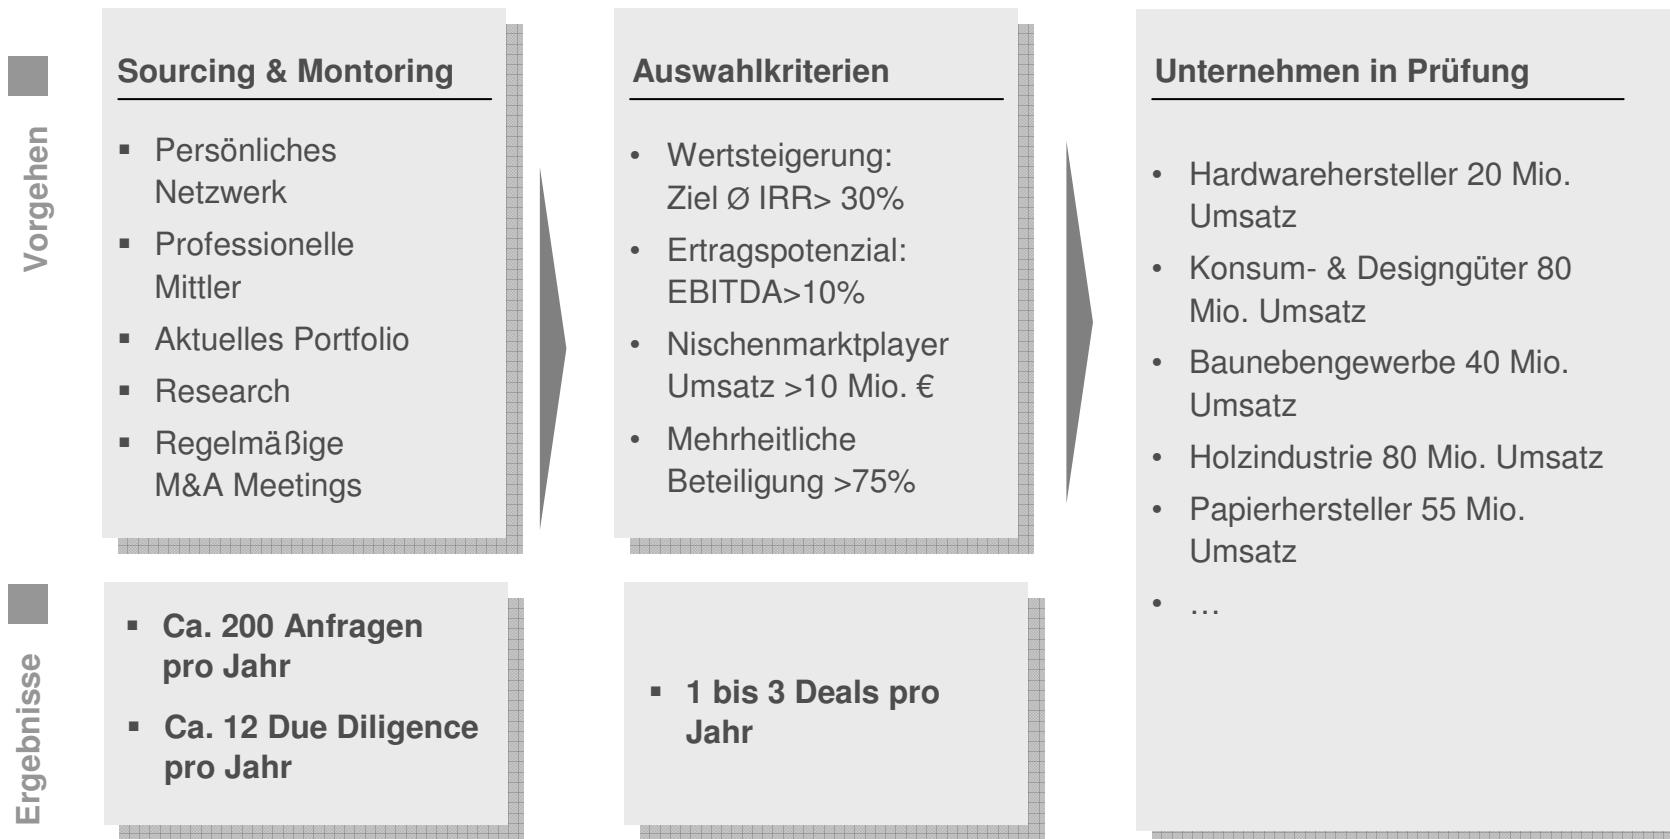 Vorgehen
Sourcing & Montoring
▪ Persönliches
Netzwerk
▪ Professionelle
Mittler
▪ Aktuelles Portfolio
▪ Research
▪ Regelmäßige
M&A Meetings
Auswahlkriterien
• Wertsteigerung:
Ziel Ø IRR> 30%
• Ertragspotenzial:
EBITDA>10%
• Nischenmarktplayer
Umsatz >10 Mio. €
• Mehrheitliche
Beteiligung >75%
Unternehmen in Prüfung
• Hardwarehersteller 20 Mio.
Umsatz
• Konsum- & Designgüter 80
Mio. Umsatz
• Baunebengewerbe 40 Mio.
Umsatz
• Holzindustrie 80 Mio. Umsatz
• Papierhersteller 55 Mio.
Umsatz
• …
Ergebnisse
▪ Ca. 200 Anfragen
pro Jahr
▪ Ca. 12 Due Diligence
pro Jahr
▪ 1 bis 3 Deals pro
Jahr